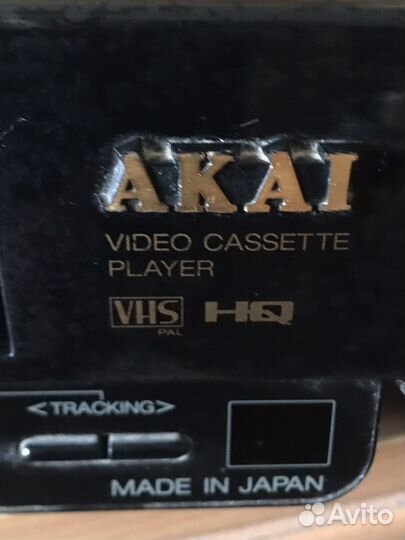 AKAI
VIDEO CASSETTE
PLAYER
VHS HQ
PAL
<TRACKING>
MADE IN JAPAN
Avito